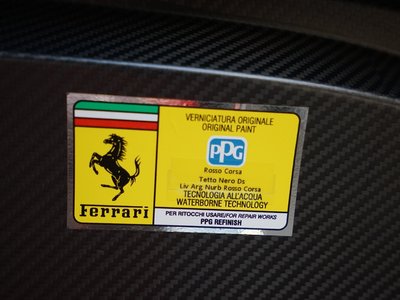 VERNICIATURA ORIGINALE
ORIGINAL PAINT
PPG
Rosso Corsa
Tetto Nero Ds
Liv Arg Nurb Rosso Corsa
TECNOLOGIA ALL'ACQUA
WATERBORNE TECHNOLOGY
Ferrari
PER RITOCCHI USARE/FOR REPAIR WORKS
PPG REFINISH